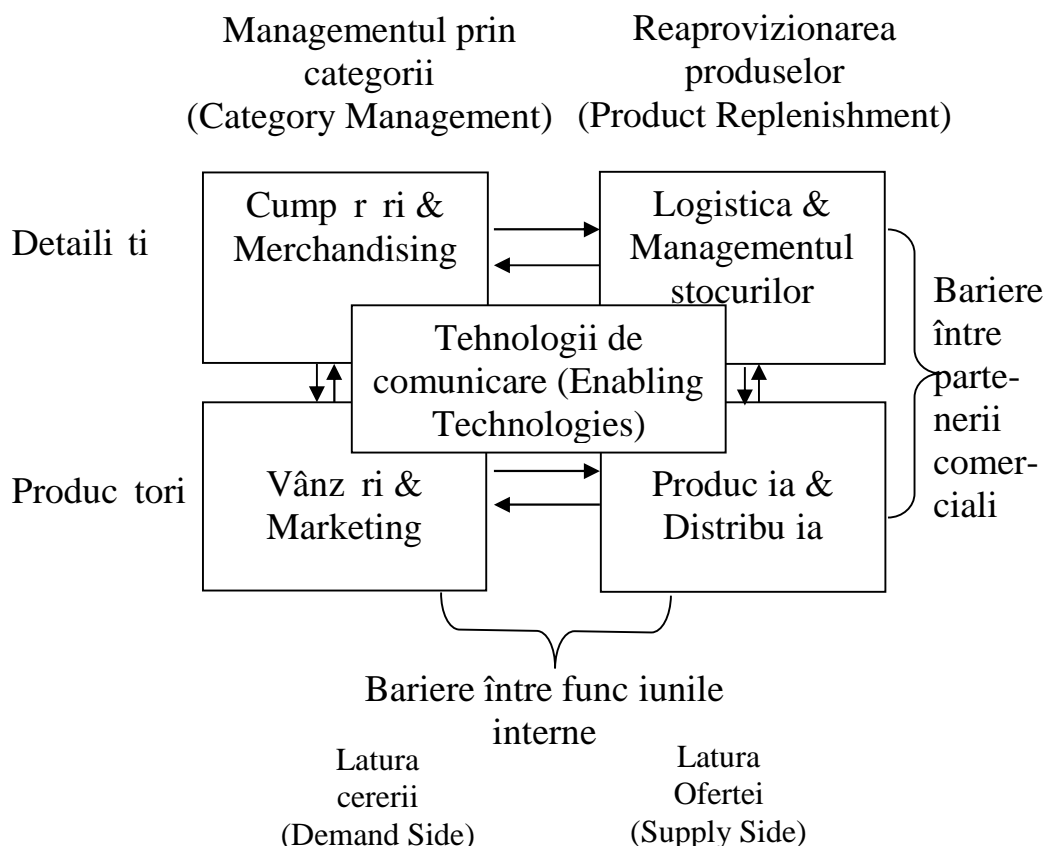 Managementul prin
categorii
(Category Management)
Reaprovizionarea
produselor
(Product Replenishment)
Detaili ti
Cump r ri &
Merchandising
Logistica &
Managementul
stocurilor
Bariere
între
parte-
nerii
comer-
ciali
Tehnologii de
comunicare (Enabling
Technologies)
Produc tori
Vânz ri &
Marketing
Produc ia &
Distribu ia
Bariere între func iunile
interne
Latura
cererii
(Demand Side)
Latura
Ofertei
(Supply Side)